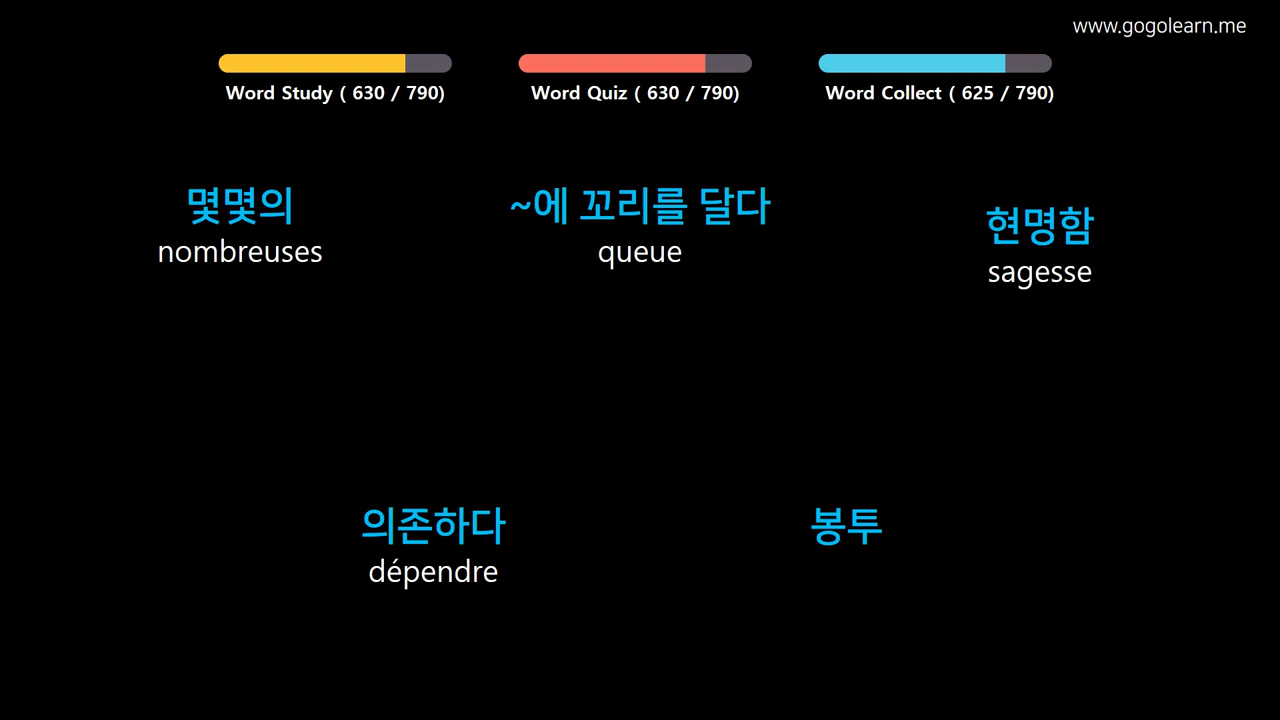 www.gogolearn.me
Word Study ( 630 / 790)
Word Quiz ( 630 / 790)
Word Collect ( 625 / 790)
몇몇의
nombreuses
~에 꼬리를 달다
queue
현명함
sagesse
의존하다
dépendre
봉투